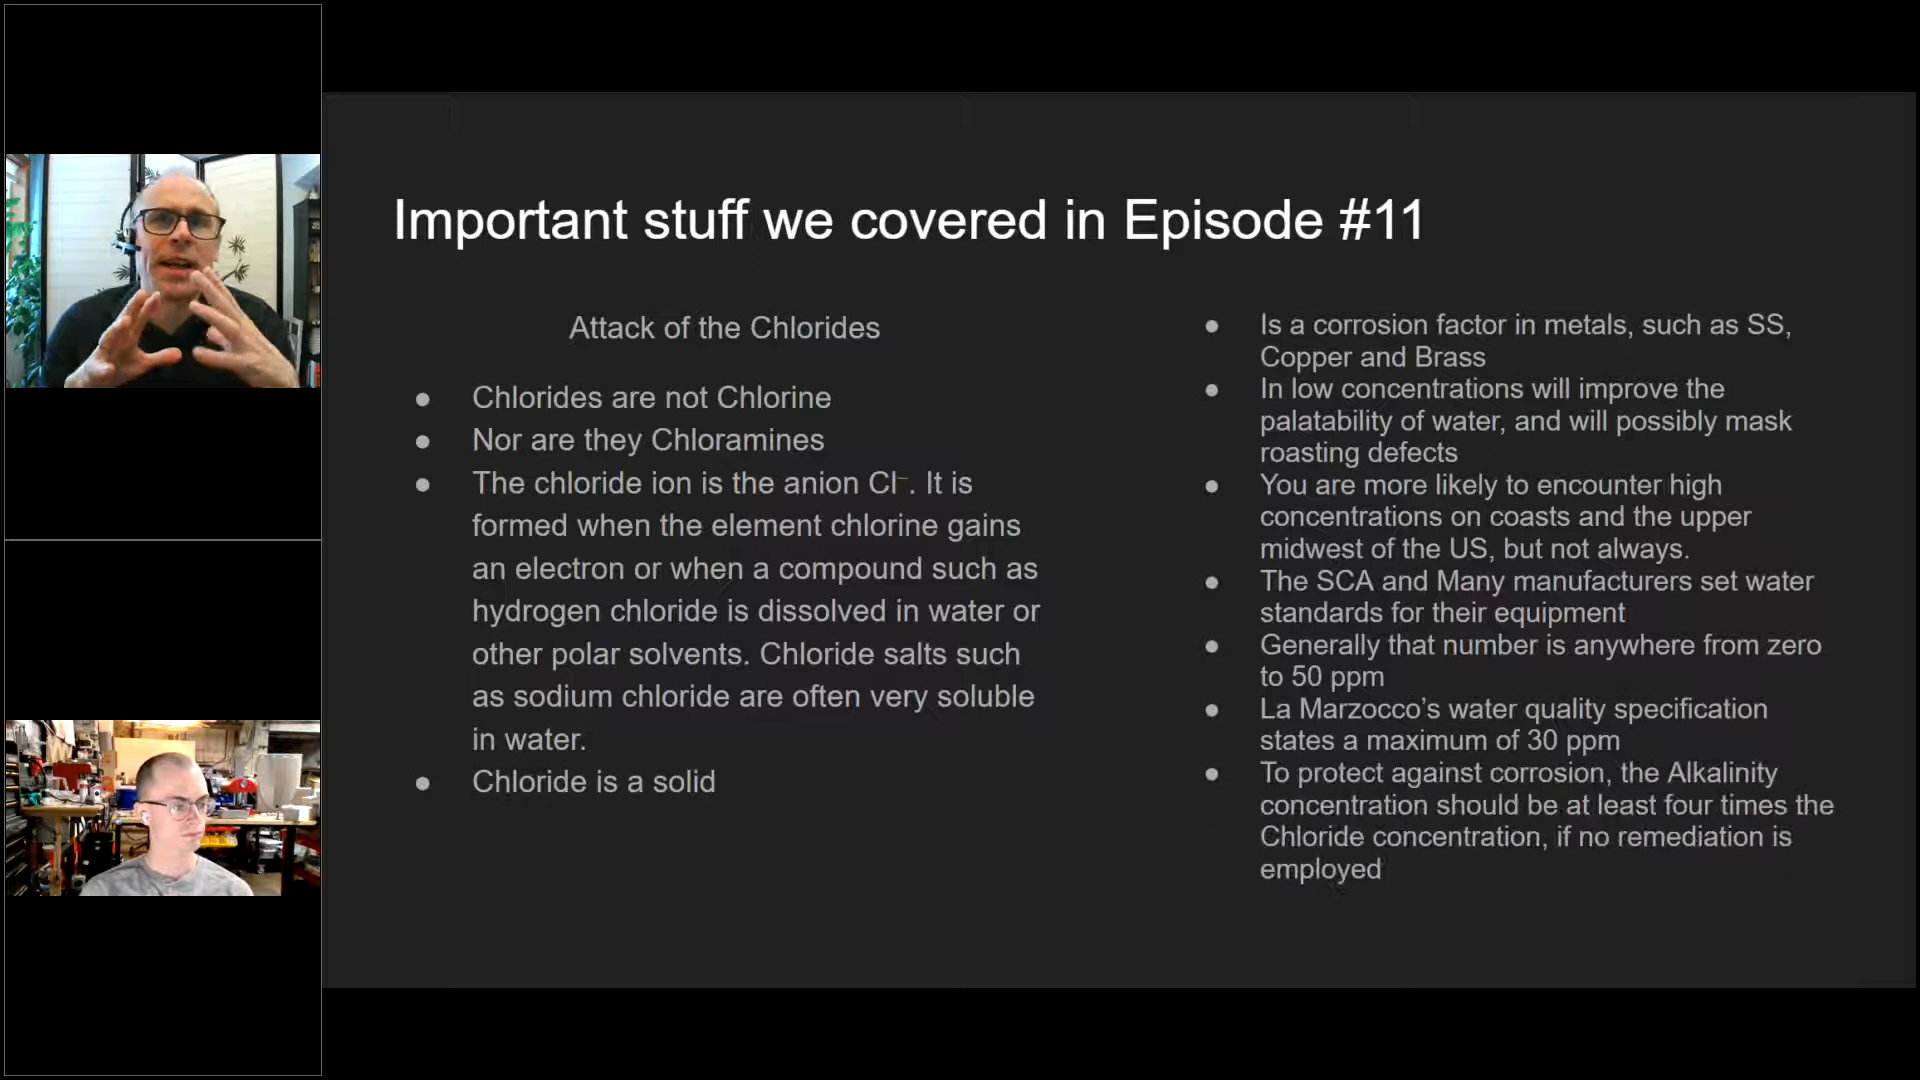 Important stuff we covered in Episode #11
Attack of the Chlorides
● Chlorides are not Chlorine
● Nor are they Chloramines
● The chloride ion is the anion Cl⁻. It is
formed when the element chlorine gains
an electron or when a compound such as
hydrogen chloride is dissolved in water or
other polar solvents. Chloride salts such
as sodium chloride are often very soluble
in water.
● Chloride is a solid
● Is a corrosion factor in metals, such as SS,
Copper and Brass
● In low concentrations will improve the
palatability of water, and will possibly mask
roasting defects
● You are more likely to encounter high
concentrations on coasts and the upper
midwest of the US, but not always.
● The SCA and Many manufacturers set water
standards for their equipment
● Generally that number is anywhere from zero
to 50 ppm
● La Marzocco’s water quality specification
states a maximum of 30 ppm
● To protect against corrosion, the Alkalinity
concentration should be at least four times the
Chloride concentration, if no remediation is
employed